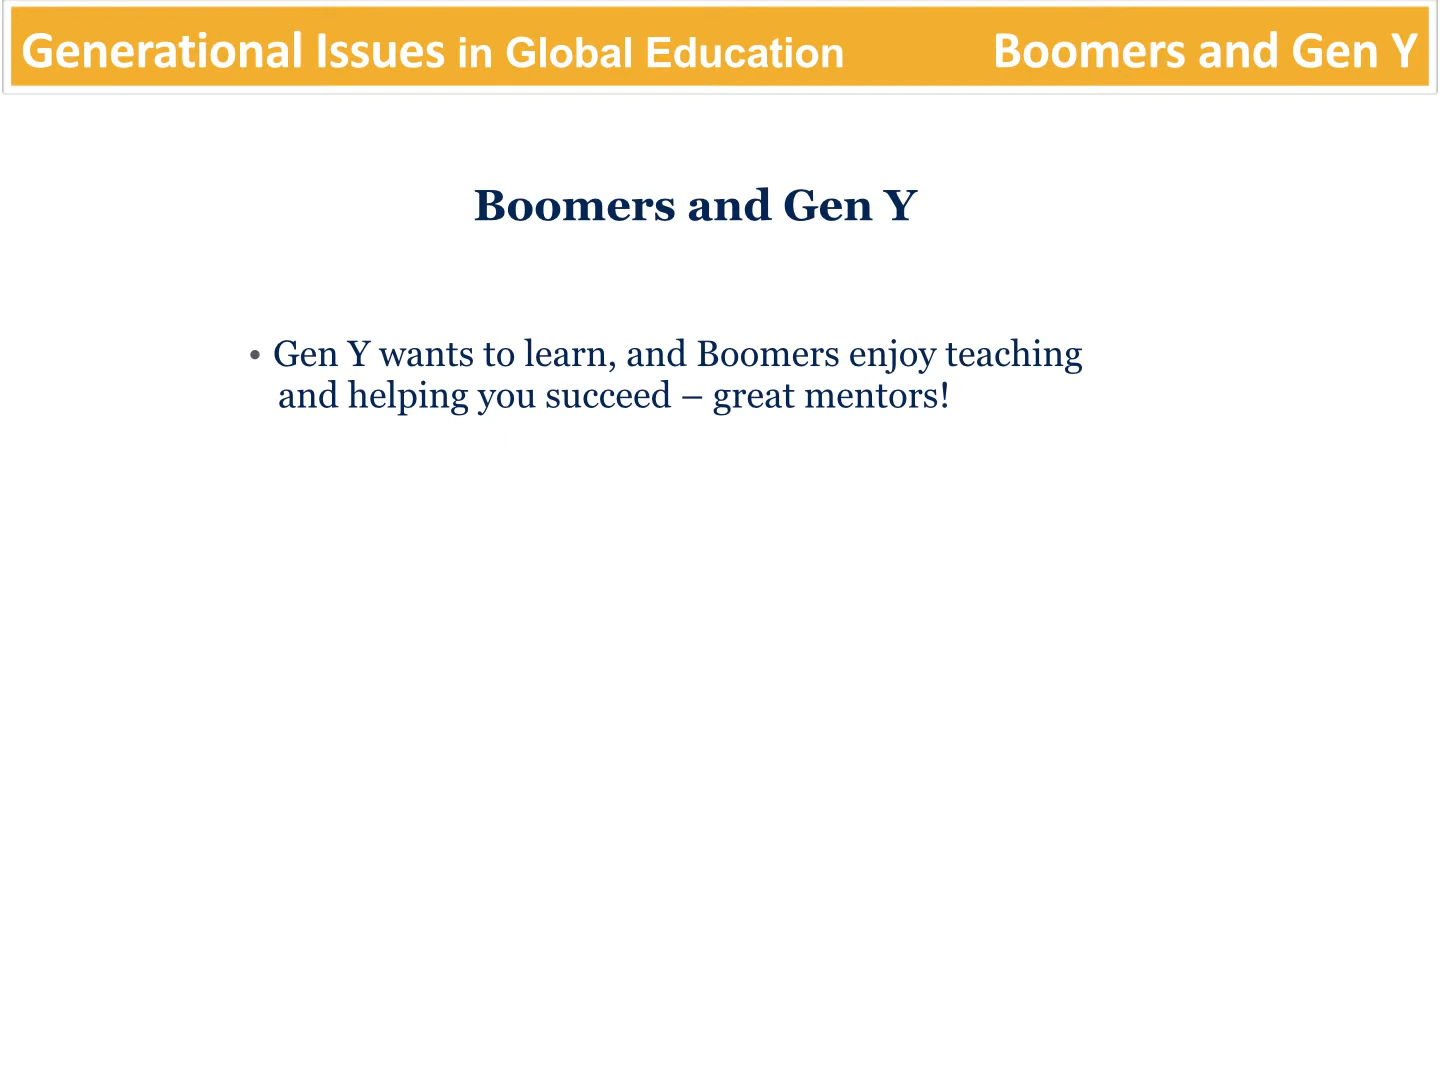 Generational Issues in Global Education Boomers and Gen Y
Boomers and Gen Y
• Gen Y wants to learn, and Boomers enjoy teaching
and helping you succeed – great mentors!